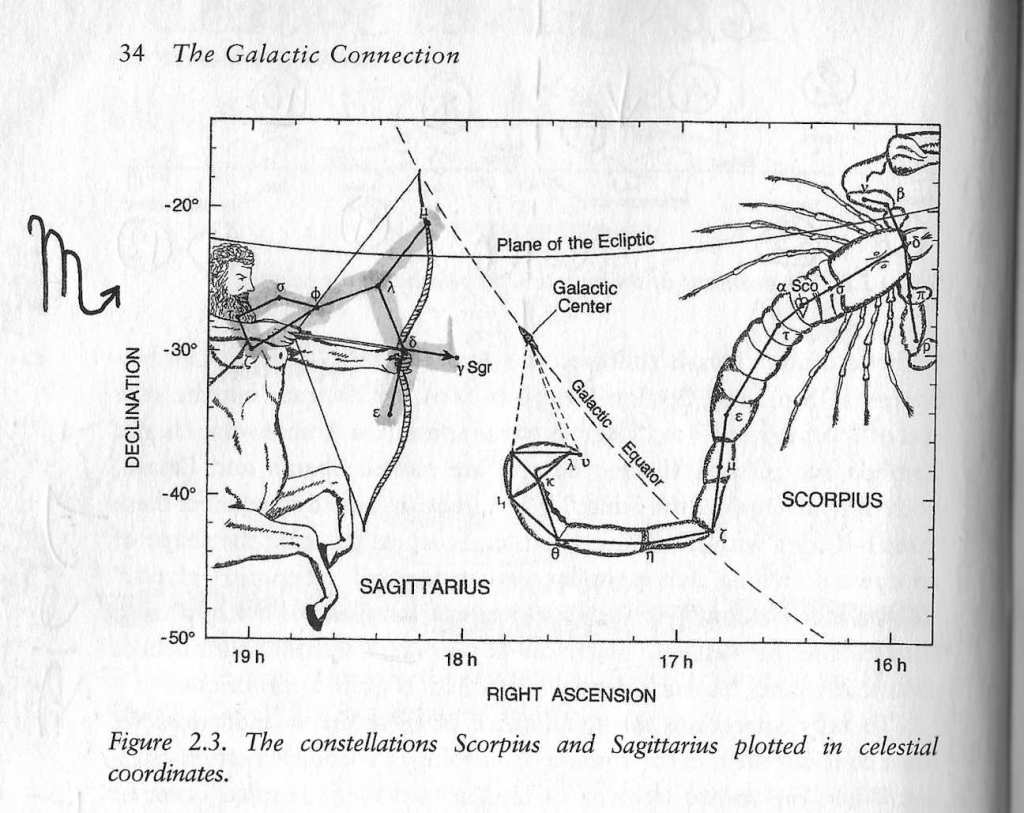 34 The Galactic Connection
-20°
-30°
-40°
-50°
DECLINATION
19 h
18 h
17 h
16 h
RIGHT ASCENSION
Plane of the Ecliptic
Galactic
Center
Galactic Equator
SAGITTARIUS
SCORPIUS
μ
σ
φ
λ
τ
ζ
δ
γ Sgr
ε
ν
β
δ
α Sco
σ
π
ρ
τ
ε
μ
ζ
η
θ
ι
κ
λ
υ
Figure 2.3. The constellations Scorpius and Sagittarius plotted in celestial
coordinates.